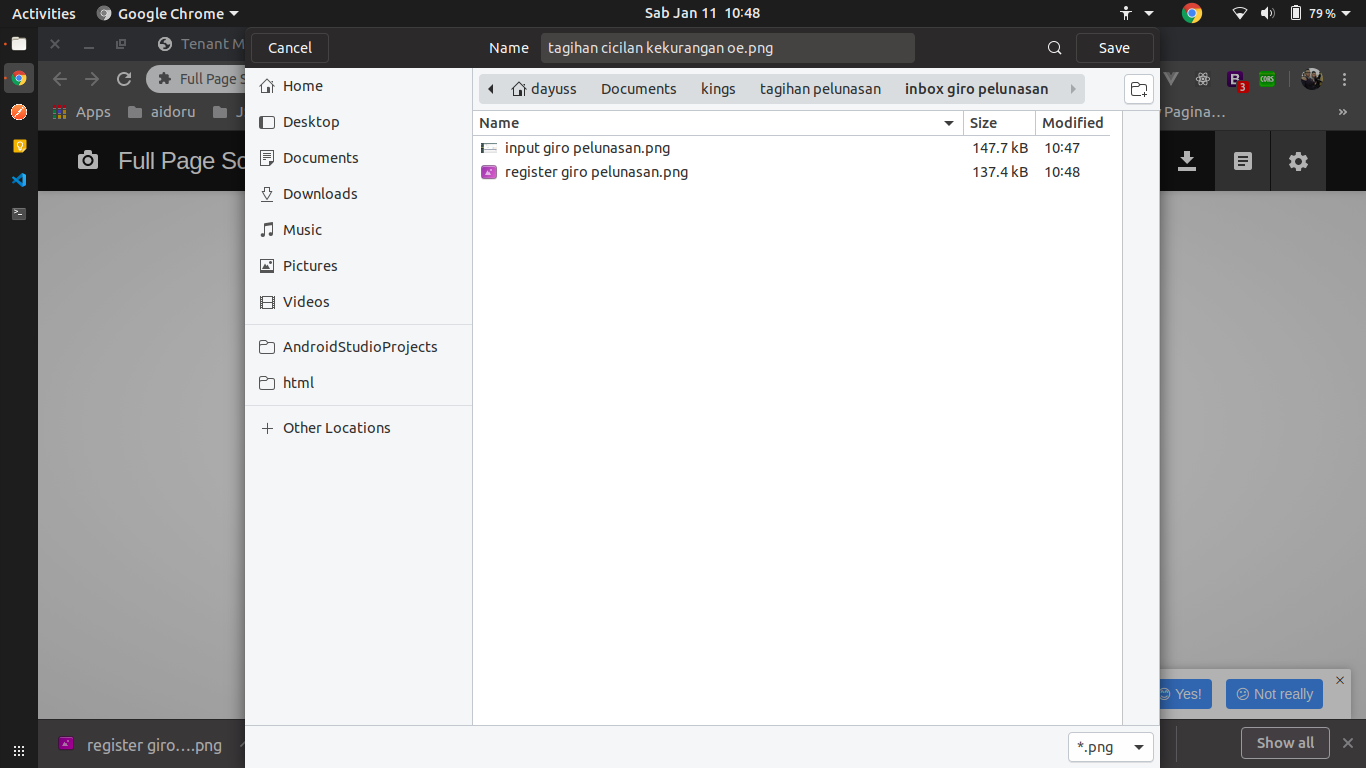 Activities Google Chrome Sab Jan 11 10:48 79 %
Tenant M
Cancel Name tagihan cicilan kekurangan oe.png Save
Full Page S
Home
dayuss Documents kings tagihan pelunasan inbox giro pelunasan
CORS
3
Apps aidoru J
Pagina…
Desktop
Name Size Modified
Documents
input giro pelunasan.png 147.7 kB 10:47
Full Page Sc
register giro pelunasan.png 137.4 kB 10:48
Downloads
Music
Pictures
Videos
AndroidStudioProjects
html
Other Locations
Yes! Not really
register giro….png
*.png
Show all